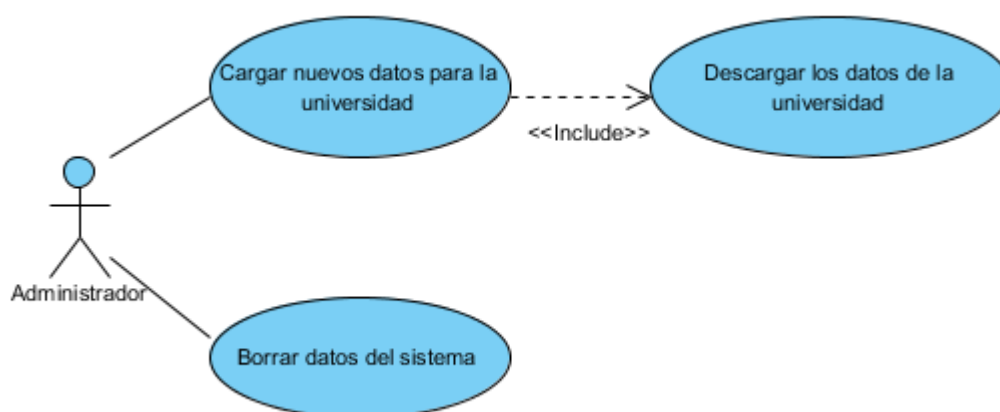 Cargar nuevos datos para la
universidad
Descargar los datos de la
universidad
<<Include>>
Administrador
Borrar datos del sistema